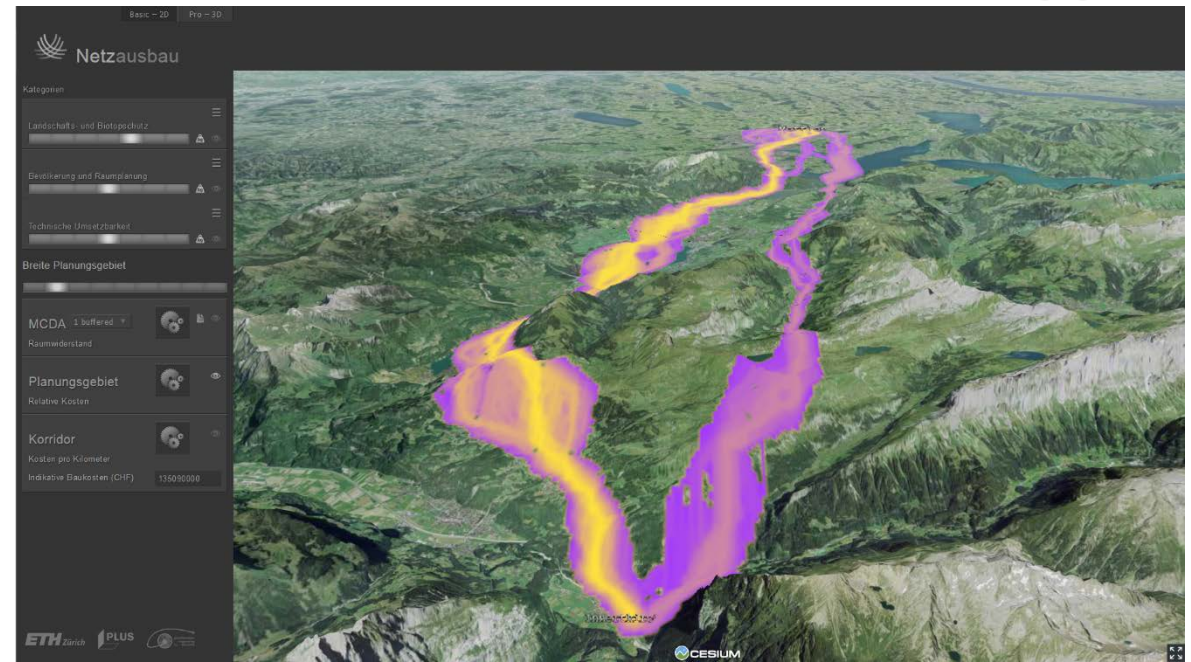 Basic – 2D Pro – 3D
Netzausbau
Kategorien
Landschafts- und Biotopschutz
Bevölkerung und Raumplanung
Technische Umsetzbarkeit
Breite Planungsgebiet
MCDA 1 buffered
Raumwiderstand
Planungsgebiet
Relative Kosten
Korridor
Kosten pro Kilometer
Indikative Baukosten (CHF) 135090000
ETH Zürich PLUS
CESIUM